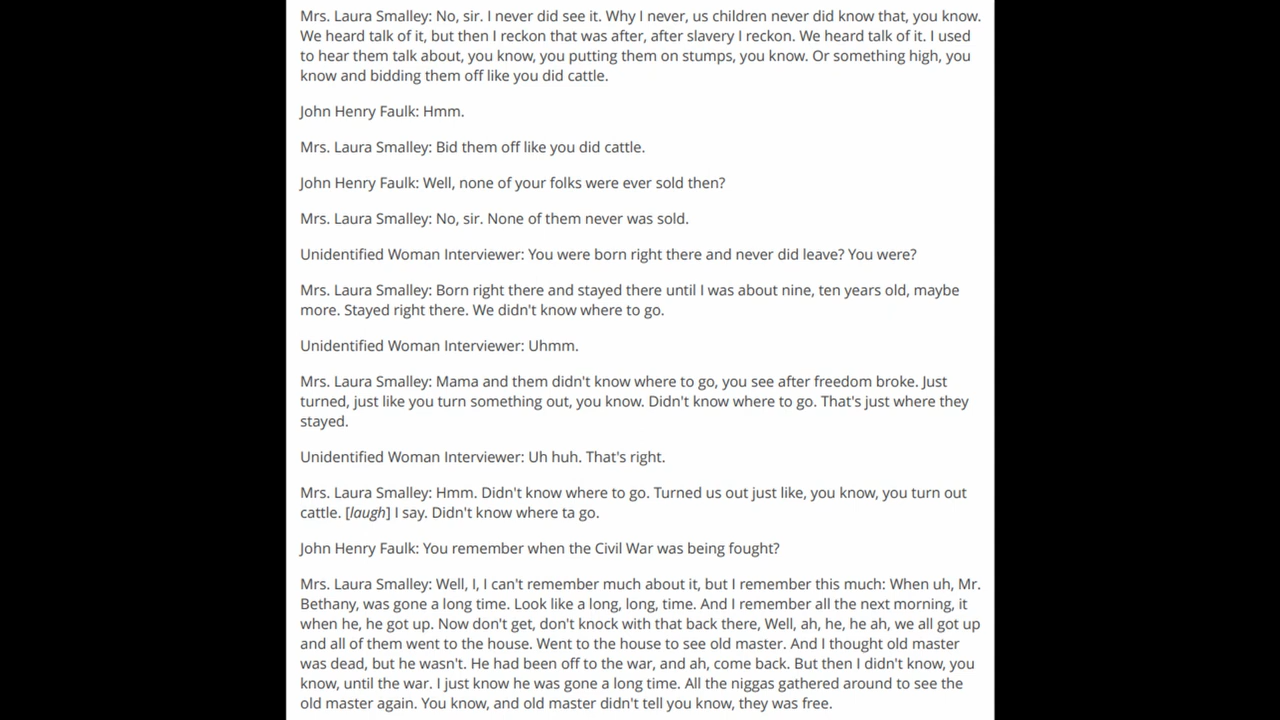 Mrs. Laura Smalley: No, sir. I never did see it. Why I never, us children never did know that, you know.
We heard talk of it, but then I reckon that was after, after slavery I reckon. We heard talk of it. I used
to hear them talk about, you know, you putting them on stumps, you know. Or something high, you
know and bidding them off like you did cattle.
John Henry Faulk: Hmm.
Mrs. Laura Smalley: Bid them off like you did cattle.
John Henry Faulk: Well, none of your folks were ever sold then?
Mrs. Laura Smalley: No, sir. None of them never was sold.
Unidentified Woman Interviewer: You were born right there and never did leave? You were?
Mrs. Laura Smalley: Born right there and stayed there until I was about nine, ten years old, maybe
more. Stayed right there. We didn't know where to go.
Unidentified Woman Interviewer: Uhmm.
Mrs. Laura Smalley: Mama and them didn't know where to go, you see after freedom broke. Just
turned, just like you turn something out, you know. Didn't know where to go. That's just where they
stayed.
Unidentified Woman Interviewer: Uh huh. That's right.
Mrs. Laura Smalley: Hmm. Didn't know where to go. Turned us out just like, you know, you turn out
cattle. [laugh] I say. Didn't know where ta go.
John Henry Faulk: You remember when the Civil War was being fought?
Mrs. Laura Smalley: Well, I, I can't remember much about it, but I remember this much: When uh, Mr.
Bethany, was gone a long time. Look like a long, long, time. And I remember all the next morning, it
when he, he got up. Now don't get, don't knock with that back there, Well, ah, he, he ah, we all got up
and all of them went to the house. Went to the house to see old master. And I thought old master
was dead, but he wasn't. He had been off to the war, and ah, come back. But then I didn't know, you
know, until the war. I just know he was gone a long time. All the niggas gathered around to see the
old master again. You know, and old master didn't tell you know, they was free.